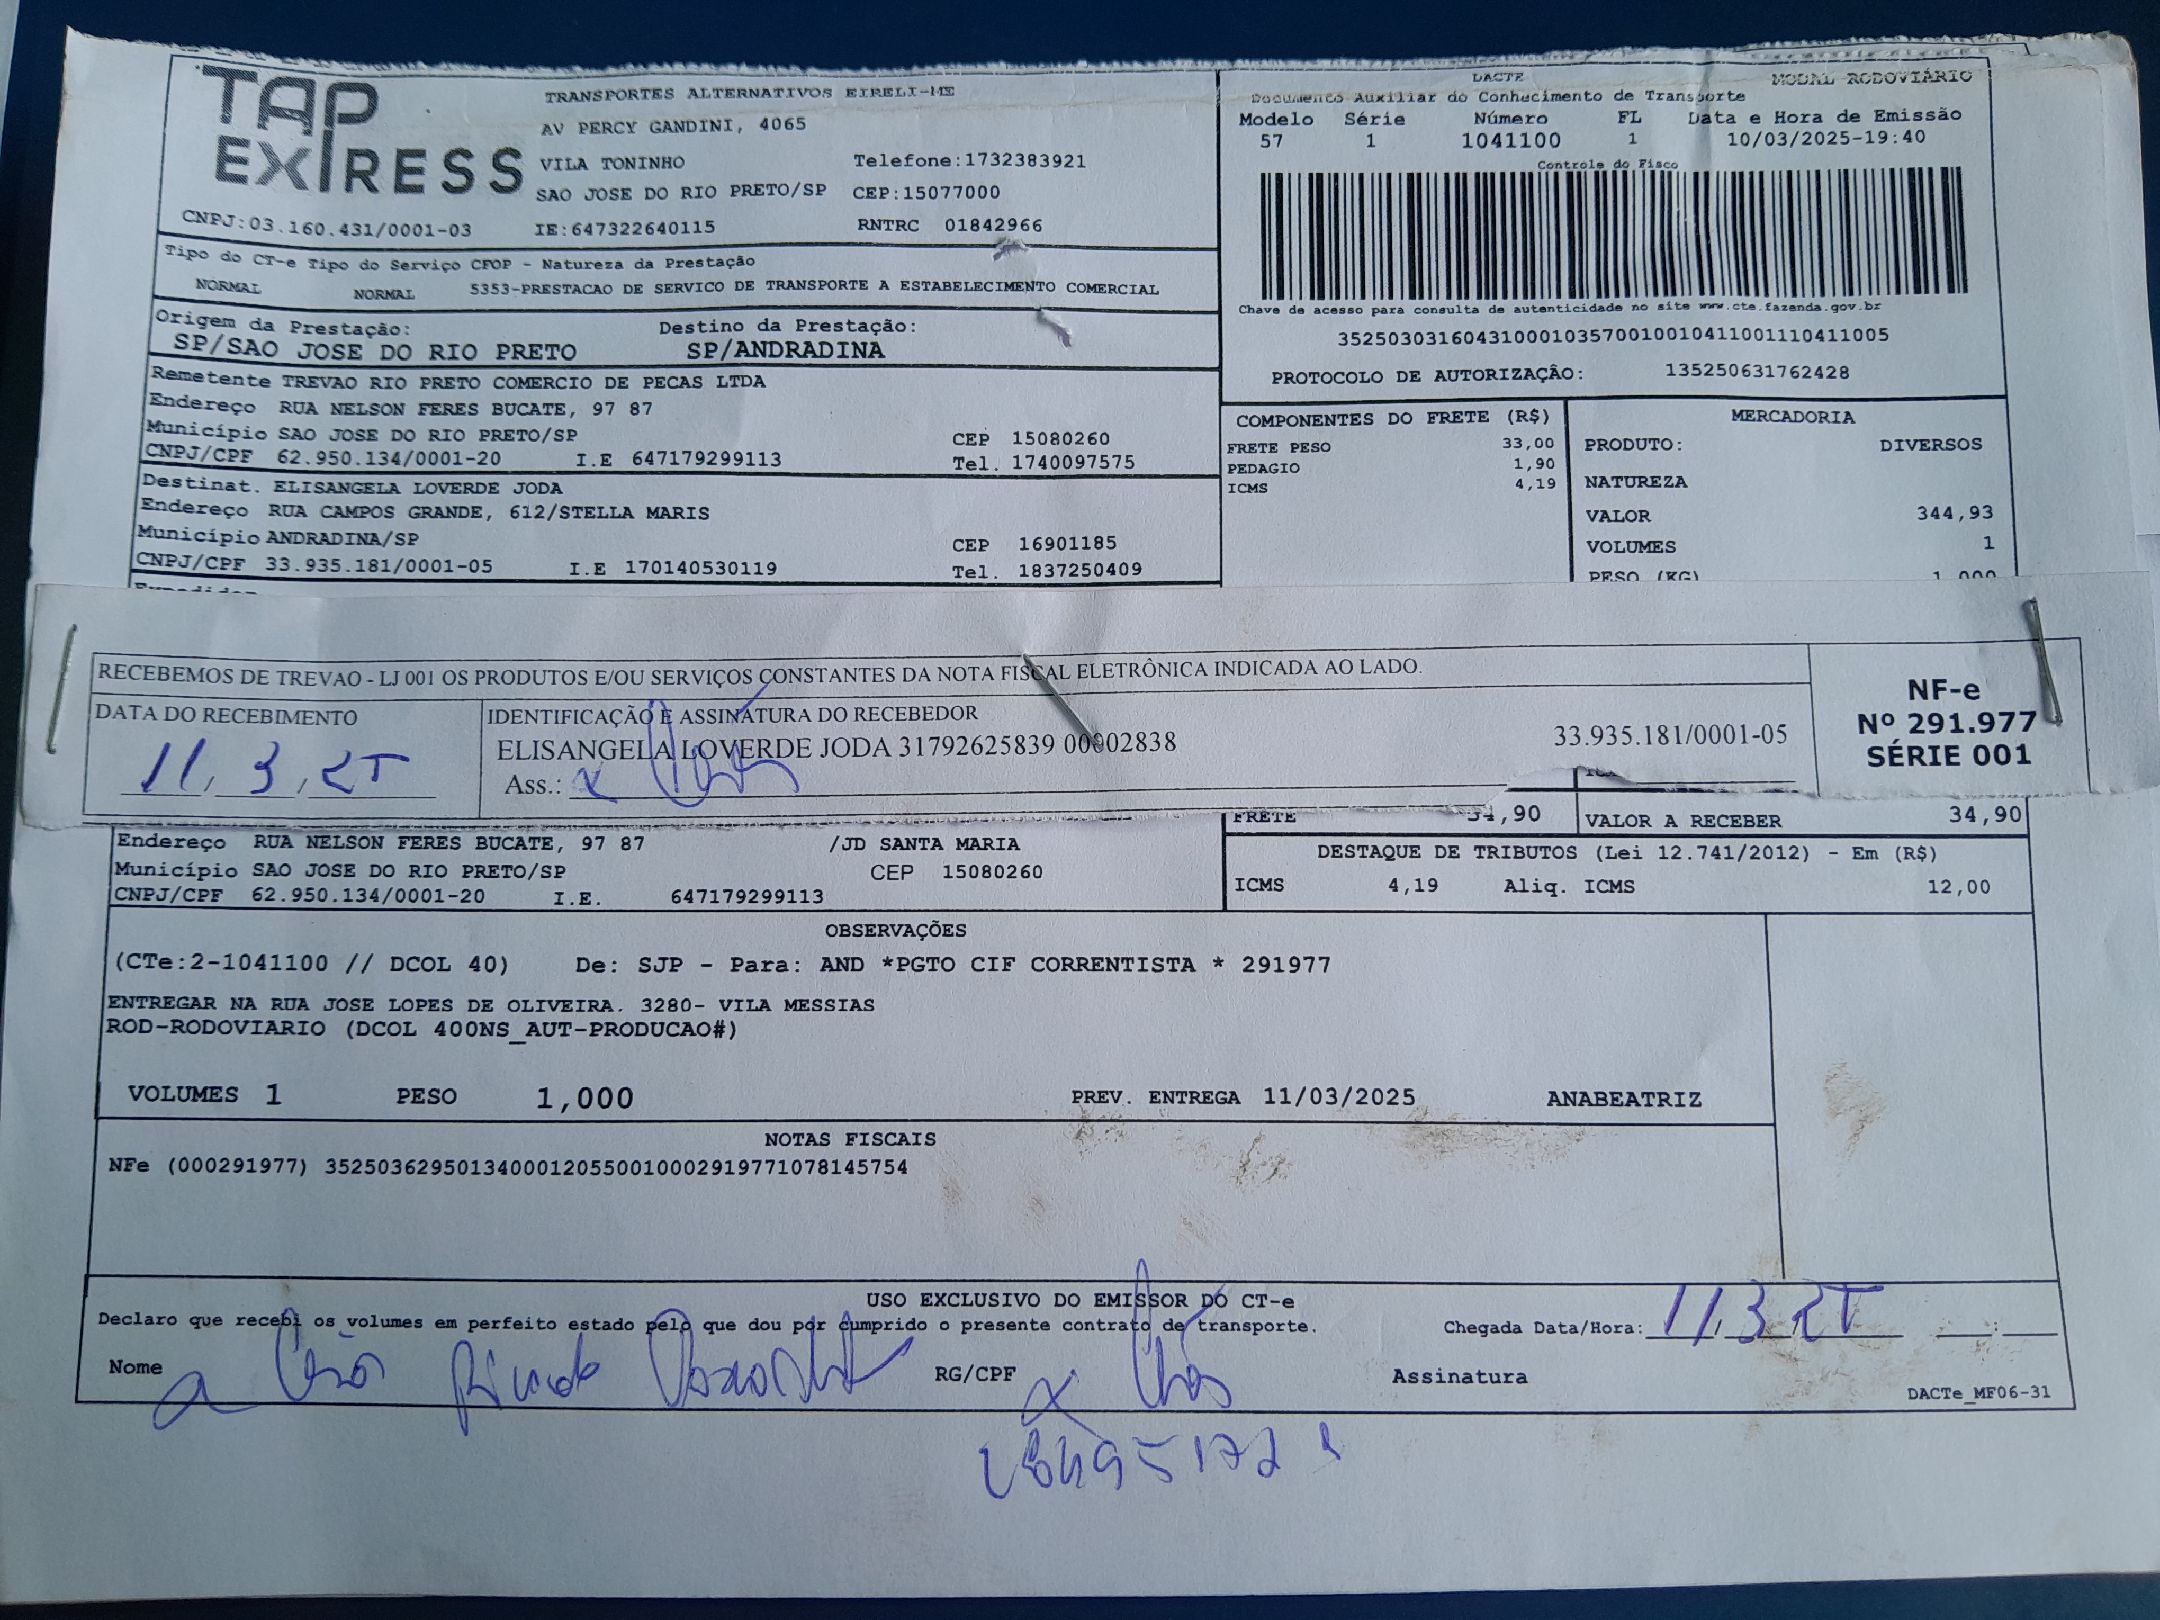 TAP
EXPRESS
TRANSPORTES ALTERNATIVOS EIRELI-ME
AV PERCY GANDINI, 4065
VILA TONINHO Telefone:1732383921
SAO JOSE DO RIO PRETO/SP CEP:15077000
CNPJ:03.160.431/0001-03 IE:647322640115 RNTRC 01842966
DACTE MODAL RODOVIÁRIO
Documento Auxiliar do Conhecimento de Transporte
Modelo Série Número FL Data e Hora de Emissão
57 1 1041100 1 10/03/2025-19:40
Controle do Fisco
Chave de acesso para consulta de autenticidade no site www.cte.fazenda.gov.br
35250303160431000103570010010411001110411005
PROTOCOLO DE AUTORIZAÇÃO: 135250631762428
Tipo do CT-e Tipo do Serviço CFOP - Natureza da Prestação
NORMAL NORMAL 5353-PRESTACAO DE SERVICO DE TRANSPORTE A ESTABELECIMENTO COMERCIAL
Origem da Prestação: Destino da Prestação:
SP/SAO JOSE DO RIO PRETO SP/ANDRADINA
Remetente TREVAO RIO PRETO COMERCIO DE PECAS LTDA
Endereço RUA NELSON FERES BUCATE, 97 87
Município SAO JOSE DO RIO PRETO/SP CEP 15080260
CNPJ/CPF 62.950.134/0001-20 I.E 647179299113 Tel. 1740097575
Destinat. ELISANGELA LOVERDE JODA
Endereço RUA CAMPOS GRANDE, 612/STELLA MARIS
Município ANDRADINA/SP CEP 16901185
CNPJ/CPF 33.935.181/0001-05 I.E 170140530119 Tel. 1837250409
COMPONENTES DO FRETE (R$)
FRETE PESO 33,00
PEDAGIO 1,90
ICMS 4,19
MERCADORIA
PRODUTO: DIVERSOS
NATUREZA
VALOR 344,93
VOLUMES 1
PESO (KG) 1,000
RECEBEMOS DE TREVAO - LJ 001 OS PRODUTOS E/OU SERVIÇOS CONSTANTES DA NOTA FISCAL ELETRÔNICA INDICADA AO LADO.
DATA DO RECEBIMENTO
11, 3, 25
IDENTIFICAÇÃO E ASSINATURA DO RECEBEDOR
ELISANGELA LOVERDE JODA 31792625839 00002838 33.935.181/0001-05
Ass.: x
NF-e
Nº 291.977
SÉRIE 001
FRETE 34,90 VALOR A RECEBER 34,90
Endereço RUA NELSON FERES BUCATE, 97 87 /JD SANTA MARIA
Município SAO JOSE DO RIO PRETO/SP CEP 15080260
CNPJ/CPF 62.950.134/0001-20 I.E. 647179299113
DESTAQUE DE TRIBUTOS (Lei 12.741/2012) - Em (R$)
ICMS 4,19 Aliq. ICMS 12,00
OBSERVAÇÕES
(CTe:2-1041100 // DCOL 40) De: SJP - Para: AND *PGTO CIF CORRENTISTA * 291977
ENTREGAR NA RUA JOSE LOPES DE OLIVEIRA. 3280- VILA MESSIAS
ROD-RODOVIARIO (DCOL 400NS_AUT-PRODUCAO#)
VOLUMES 1 PESO 1,000 PREV. ENTREGA 11/03/2025 ANABEATRIZ
NOTAS FISCAIS
NFe (000291977) 35250362950134000120550010002919771078145754
USO EXCLUSIVO DO EMISSOR DO CT-e
Declaro que recebi os volumes em perfeito estado pelo que dou por cumprido o presente contrato de transporte. Chegada Data/Hora: 11, 3, 25 :
Nome RG/CPF x Assinatura
DACTe_MF06-31